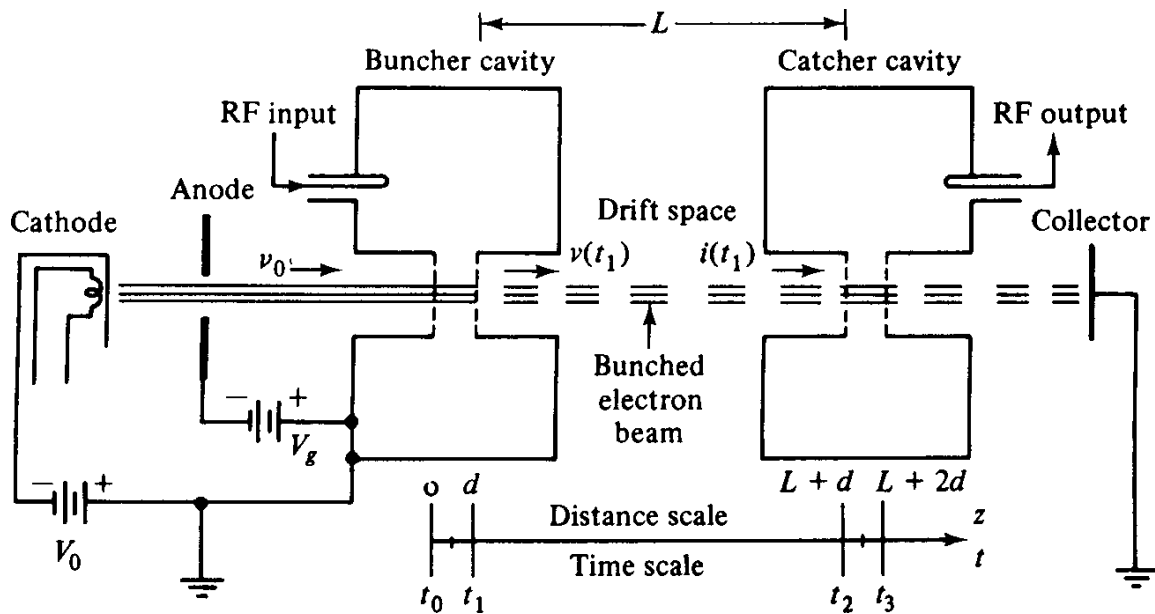 L
Buncher cavity
Catcher cavity
RF input
RF output
Anode
Cathode
Drift space
Collector
v₀
v(t₁)
i(t₁)
Bunched
electron
beam
− +
V_g
− +
V₀
o d
L + d L + 2d
Distance scale
z
Time scale
t
t₀ t₁
t₂ t₃